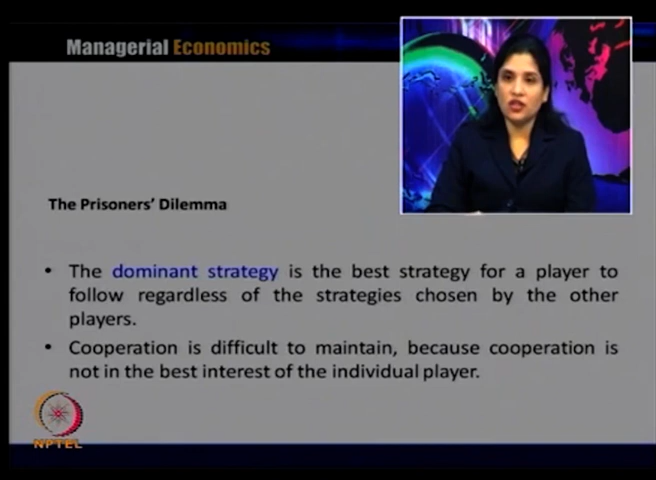 Managerial Economics
The Prisoners' Dilemma
• The dominant strategy is the best strategy for a player to
follow regardless of the strategies chosen by the other
players.
• Cooperation is difficult to maintain, because cooperation is
not in the best interest of the individual player.
NPTEL